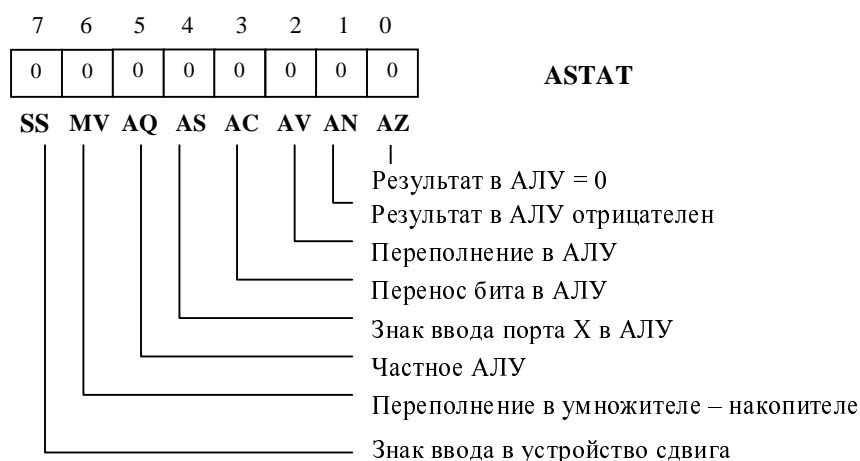 7 6 5 4 3 2 1 0
0 0 0 0 0 0 0 0 ASTAT
SS MV AQ AS AC AV AN AZ
Результат в АЛУ = 0
Результат в АЛУ отрицателен
Переполнение в АЛУ
Перенос бита в АЛУ
Знак ввода порта X в АЛУ
Частное АЛУ
Переполнение в умножителе – накопителе
Знак ввода в устройство сдвига